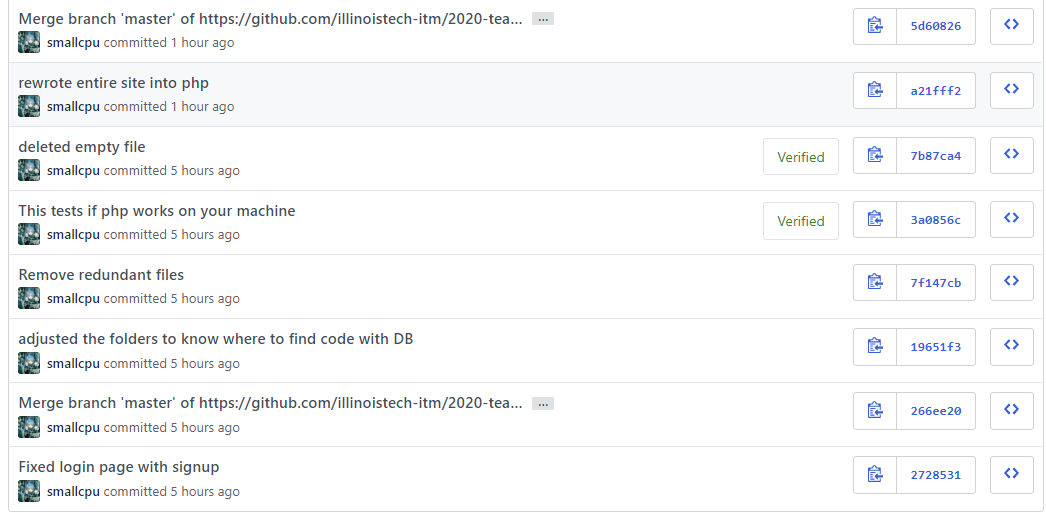 Merge branch 'master' of https://github.com/illinoistech-itm/2020-tea... ...
5d60826
smallcpu committed 1 hour ago
rewrote entire site into php
a21fff2
smallcpu committed 1 hour ago
deleted empty file
Verified
7b87ca4
smallcpu committed 5 hours ago
This tests if php works on your machine
Verified
3a0856c
smallcpu committed 5 hours ago
Remove redundant files
7f147cb
smallcpu committed 5 hours ago
adjusted the folders to know where to find code with DB
19651f3
smallcpu committed 5 hours ago
Merge branch 'master' of https://github.com/illinoistech-itm/2020-tea... ...
266ee20
smallcpu committed 5 hours ago
Fixed login page with signup
2728531
smallcpu committed 5 hours ago